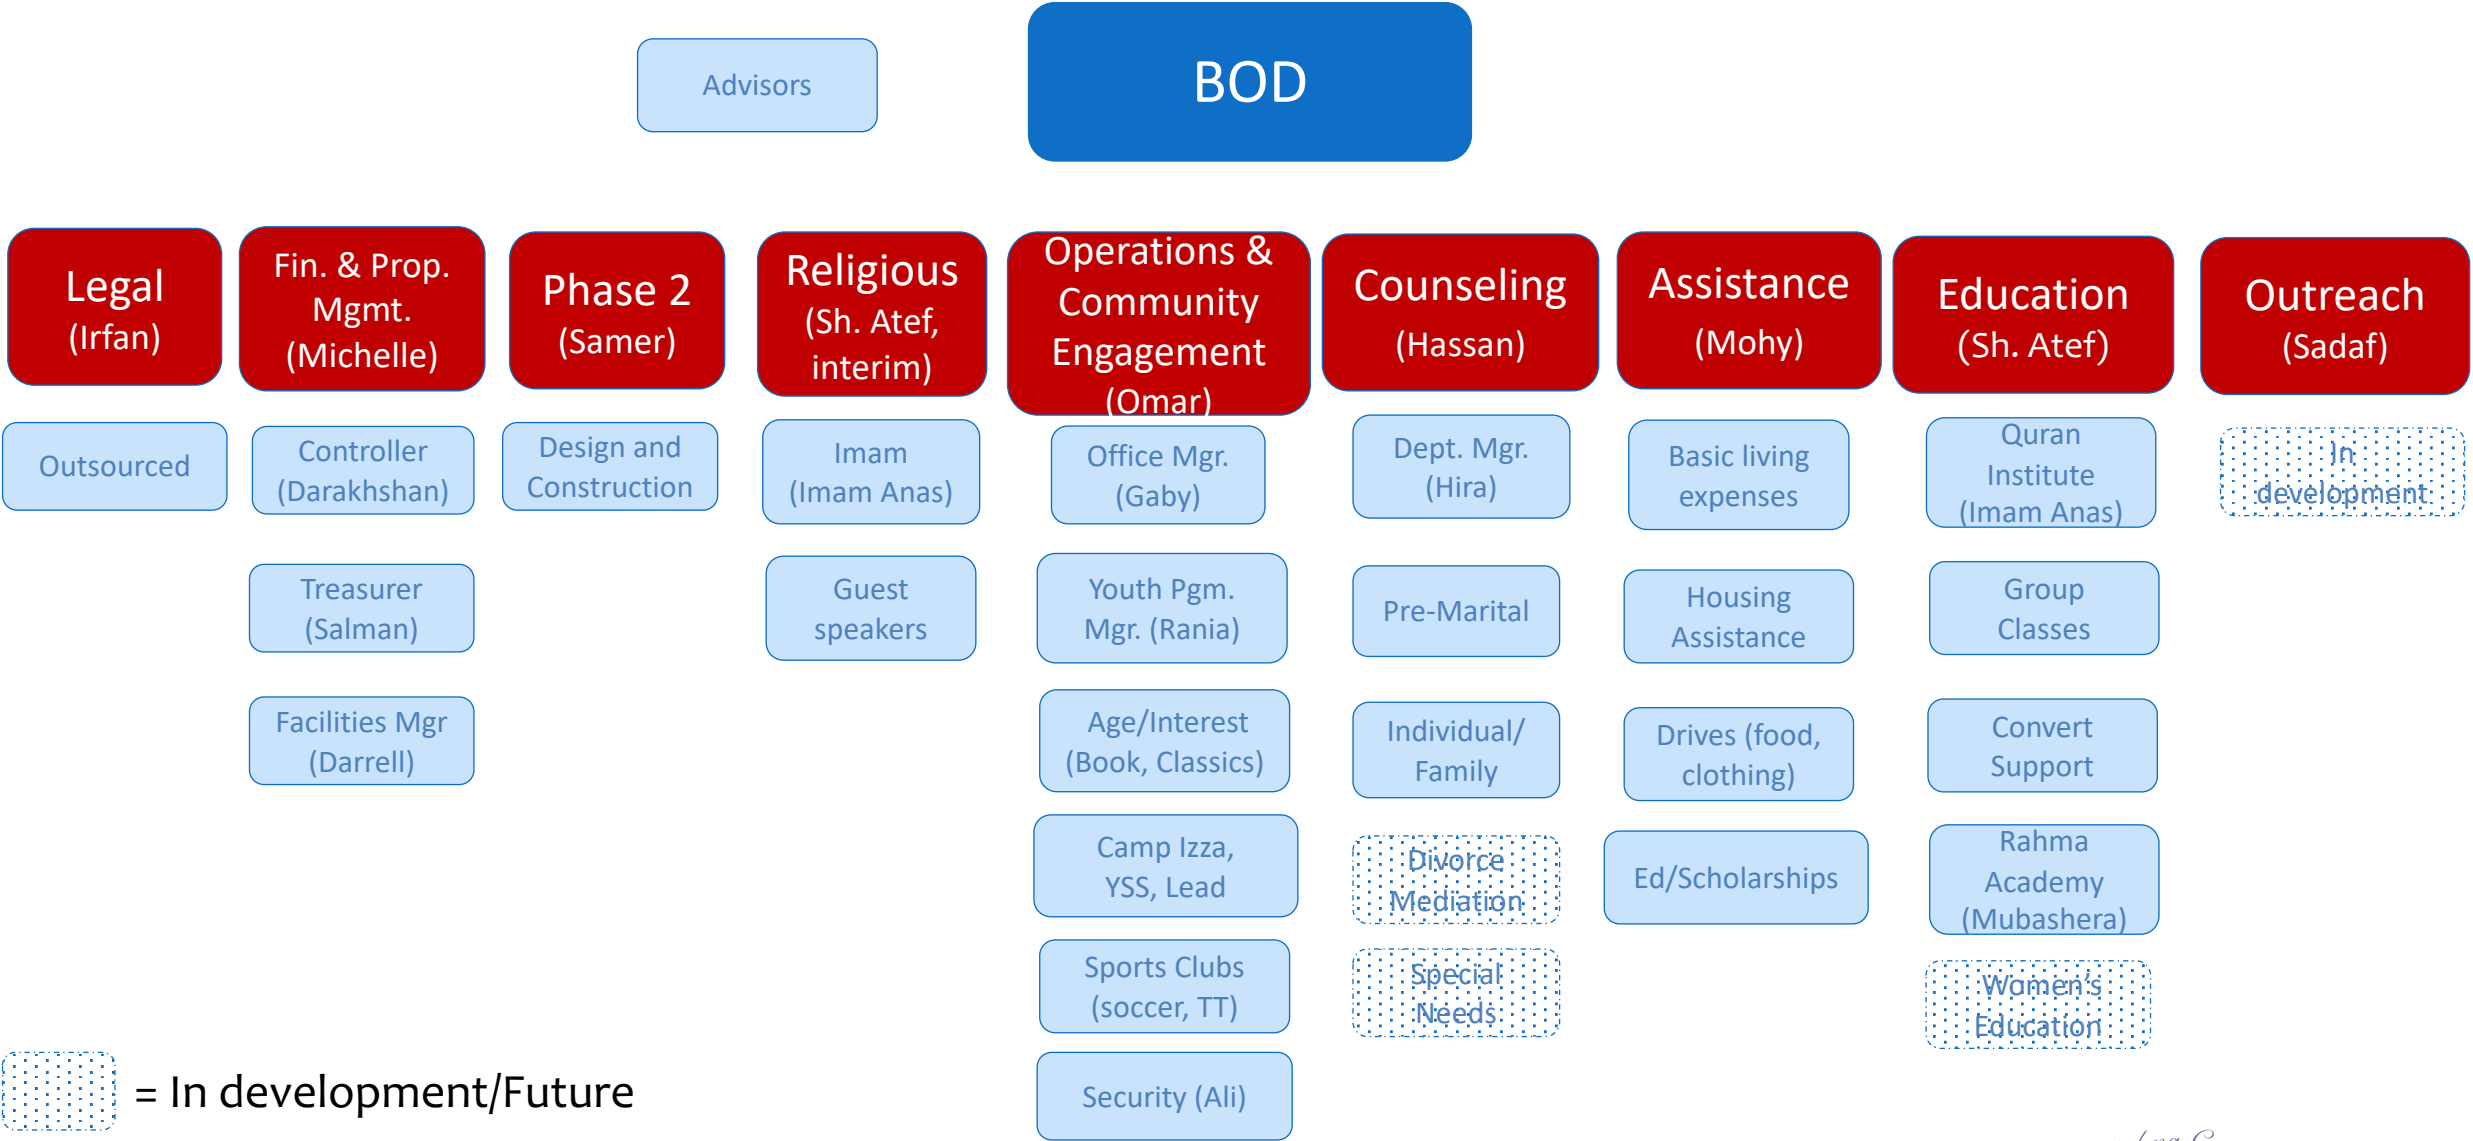 Advisors
BOD
Legal
(Irfan)
Fin. & Prop.
Mgmt.
(Michelle)
Phase 2
(Samer)
Religious
(Sh. Atef,
interim)
Operations &
Community
Engagement
(Omar)
Counseling
(Hassan)
Assistance
(Mohy)
Education
(Sh. Atef)
Outreach
(Sadaf)
Outsourced
Controller
(Darakhshan)
Treasurer
(Salman)
Facilities Mgr
(Darrell)
Design and
Construction
Imam
(Imam Anas)
Guest
speakers
Office Mgr.
(Gaby)
Youth Pgm.
Mgr. (Rania)
Age/Interest
(Book, Classics)
Camp Izza,
YSS, Lead
Sports Clubs
(soccer, TT)
Security (Ali)
Dept. Mgr.
(Hira)
Pre-Marital
Individual/
Family
Divorce
Mediation
Special
Needs
Basic living
expenses
Housing
Assistance
Drives (food,
clothing)
Ed/Scholarships
Quran
Institute
(Imam Anas)
Group
Classes
Convert
Support
Rahma
Academy
(Mubashera)
Women's
Education
In
development
= In development/Future